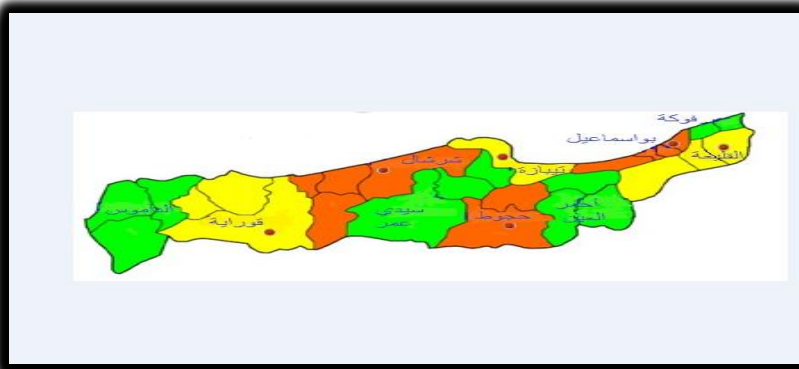 فوكة
بواسماعيل
القليعة
شرشال
تيبازة
الداموس
قوراية
سيدي
عمر
حجوط
أحمر
العين